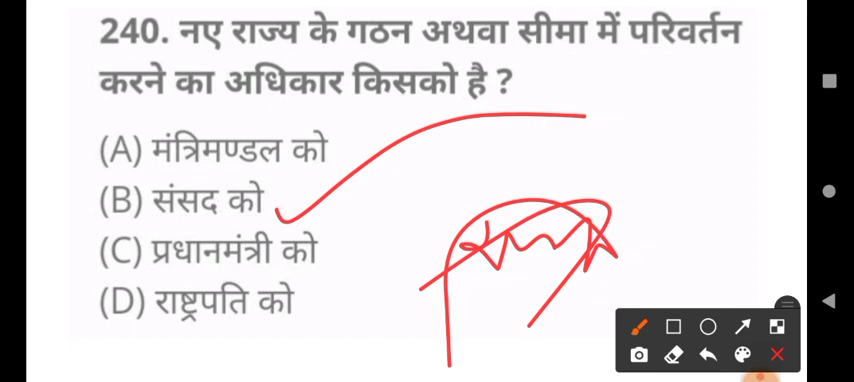 240. नए राज्य के गठन अथवा सीमा में परिवर्तन
करने का अधिकार किसको है ?
(A) मंत्रिमण्डल को
(B) संसद को
(C) प्रधानमंत्री को
(D) राष्ट्रपति को